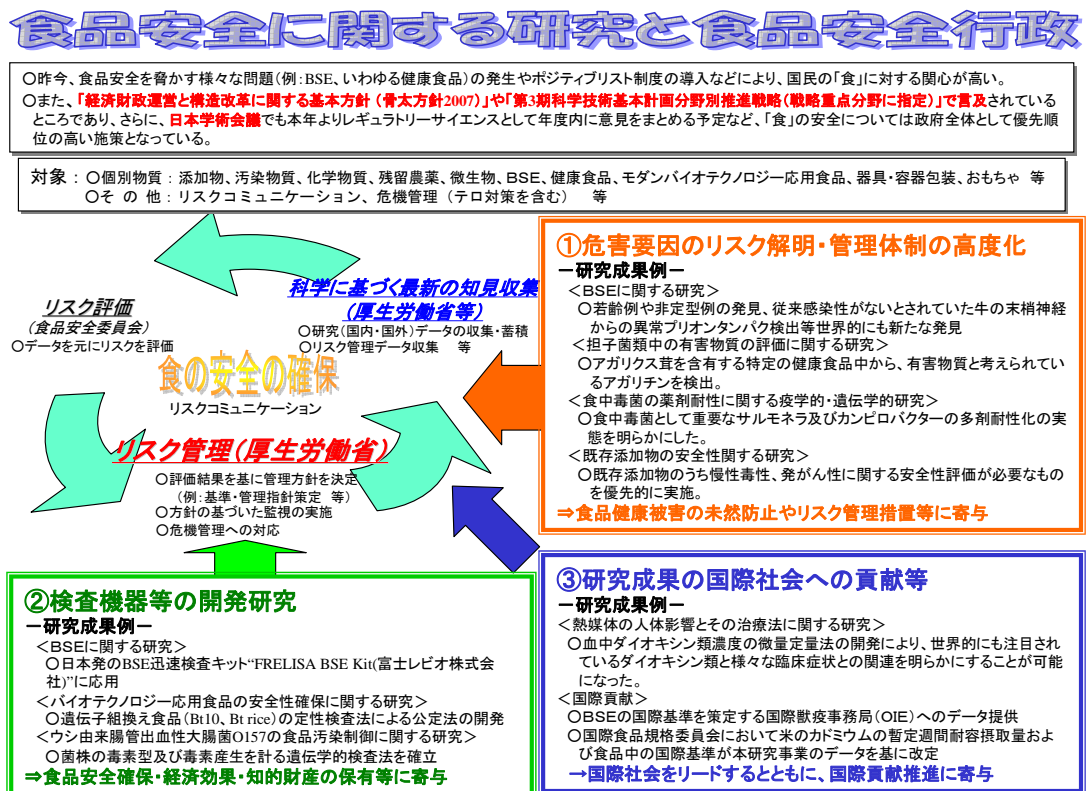 食品安全に関する研究と食品安全行政
○昨今、食品安全を脅かす様々な問題（例：BSE、いわゆる健康食品）の発生やポジティブリスト制度の導入などにより、国民の「食」に対する関心が高い。
○また、「経済財政運営と構造改革に関する基本方針（骨太方針2007）」や「第3期科学技術基本計画分野別推進戦略（戦略重点分野に指定）」で言及されている
ところであり、さらに、日本学術会議でも本年よりレギュラトリーサイエンスとして年度内に意見をまとめる予定など、「食」の安全については政府全体として優先順
位の高い施策となっている。
対象：○個別物質：添加物、汚染物質、化学物質、残留農薬、微生物、BSE、健康食品、モダンバイオテクノロジー応用食品、器具・容器包装、おもちゃ 等
○そ の 他：リスクコミュニケーション、危機管理（テロ対策を含む） 等
科学に基づく最新の知見収集
（厚生労働省等）
○研究（国内・国外）データの収集・蓄積
○リスク管理データ収集 等
リスク評価
（食品安全委員会）
○データを元にリスクを評価
食の安全の確保
リスクコミュニケーション
リスク管理（厚生労働省）
○評価結果を基に管理方針を決定
（例：基準・管理指針策定 等）
○方針の基づいた監視の実施
○危機管理への対応
①危害要因のリスク解明・管理体制の高度化
－研究成果例－
＜BSEに関する研究＞
○若齢例や非定型例の発見、従来感染性がないとされていた牛の末梢神経
からの異常プリオンタンパク検出等世界的にも新たな発見
＜担子菌類中の有害物質の評価に関する研究＞
○アガリクス茸を含有する特定の健康食品中から、有害物質と考えられてい
るアガリチンを検出。
＜食中毒菌の薬剤耐性に関する疫学的・遺伝学的研究＞
○食中毒菌として重要なサルモネラ及びカンピロバクターの多剤耐性化の実
態を明らかにした。
＜既存添加物の安全性関する研究＞
○既存添加物のうち慢性毒性、発がん性に関する安全性評価が必要なもの
を優先的に実施。
⇒食品健康被害の未然防止やリスク管理措置等に寄与
②検査機器等の開発研究
－研究成果例－
＜BSEに関する研究＞
○日本発のBSE迅速検査キット“FRELISA BSE Kit(富士レビオ株式会
社)”に応用
＜バイオテクノロジー応用食品の安全性確保に関する研究＞
○遺伝子組換え食品（Bt10、Bt rice）の定性検査法による公定法の開発
＜ウシ由来腸管出血性大腸菌O157の食品汚染制御に関する研究＞
○菌株の毒素型及び毒素産生を計る遺伝学的検査法を確立
⇒食品安全確保・経済効果・知的財産の保有等に寄与
③研究成果の国際社会への貢献等
－研究成果例－
＜熱媒体の人体影響とその治療法に関する研究＞
○血中ダイオキシン類濃度の微量定量法の開発により、世界的にも注目され
ているダイオキシン類と様々な臨床症状との関連を明らかにすることが可能
になった。
＜国際貢献＞
○BSEの国際基準を策定する国際獣疫事務局（OIE）へのデータ提供
○国際食品規格委員会において米のカドミウムの暫定週間耐容摂取量およ
び食品中の国際基準が本研究事業のデータを基に改定
→国際社会をリードするとともに、国際貢献推進に寄与